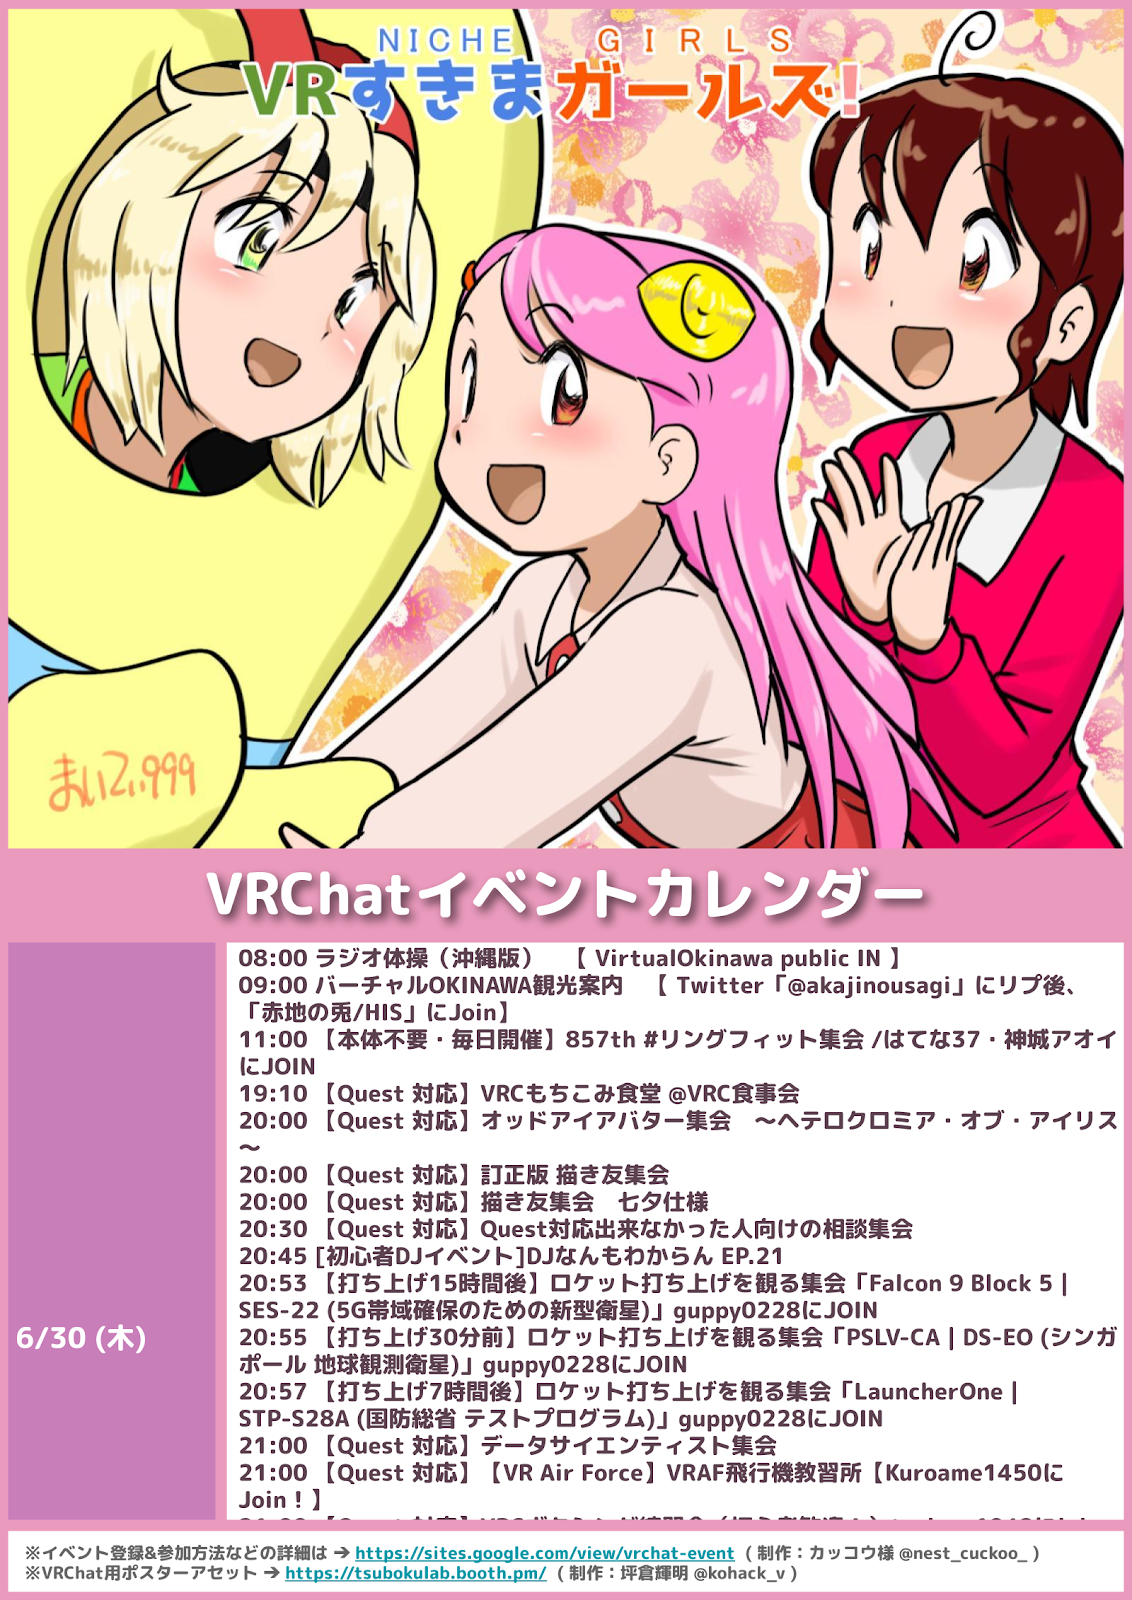 NICHE GIRLS
VRすきまガールズ!
まいてい999
VRChatイベントカレンダー
6/30 (木)
08:00 ラジオ体操（沖縄版）　【 VirtualOkinawa public IN 】
09:00 バーチャルOKINAWA観光案内　【 Twitter「@akajinousagi」にリプ後、
「赤地の兎/HIS」にJoin】
11:00 【本体不要・毎日開催】857th #リングフィット集会 /はてな37・神城アオイ
にJOIN
19:10 【Quest 対応】VRCもちこみ食堂 @VRC食事会
20:00 【Quest 対応】オッドアイアバター集会　～ヘテロクロミア・オブ・アイリス
～
20:00 【Quest 対応】訂正版 描き友集会
20:00 【Quest 対応】描き友集会　七夕仕様
20:30 【Quest 対応】Quest対応出来なかった人向けの相談集会
20:45 [初心者DJイベント]DJなんもわからん EP.21
20:53 【打ち上げ15時間後】ロケット打ち上げを観る集会「Falcon 9 Block 5 |
SES-22 (5G帯域確保のための新型衛星)」guppy0228にJOIN
20:55 【打ち上げ30分前】ロケット打ち上げを観る集会「PSLV-CA | DS-EO (シンガ
ポール 地球観測衛星)」guppy0228にJOIN
20:57 【打ち上げ7時間後】ロケット打ち上げを観る集会「LauncherOne |
STP-S28A (国防総省 テストプログラム)」guppy0228にJOIN
21:00 【Quest 対応】データサイエンティスト集会
21:00 【Quest 対応】【VR Air Force】VRAF飛行機教習所【Kuroame1450に
Join！】
※イベント登録&参加方法などの詳細は → https://sites.google.com/view/vrchat-event ( 制作：カッコウ様 @nest_cuckoo_ )
※VRChat用ポスターアセット → https://tsubokulab.booth.pm/ ( 制作：坪倉輝明 @kohack_v )